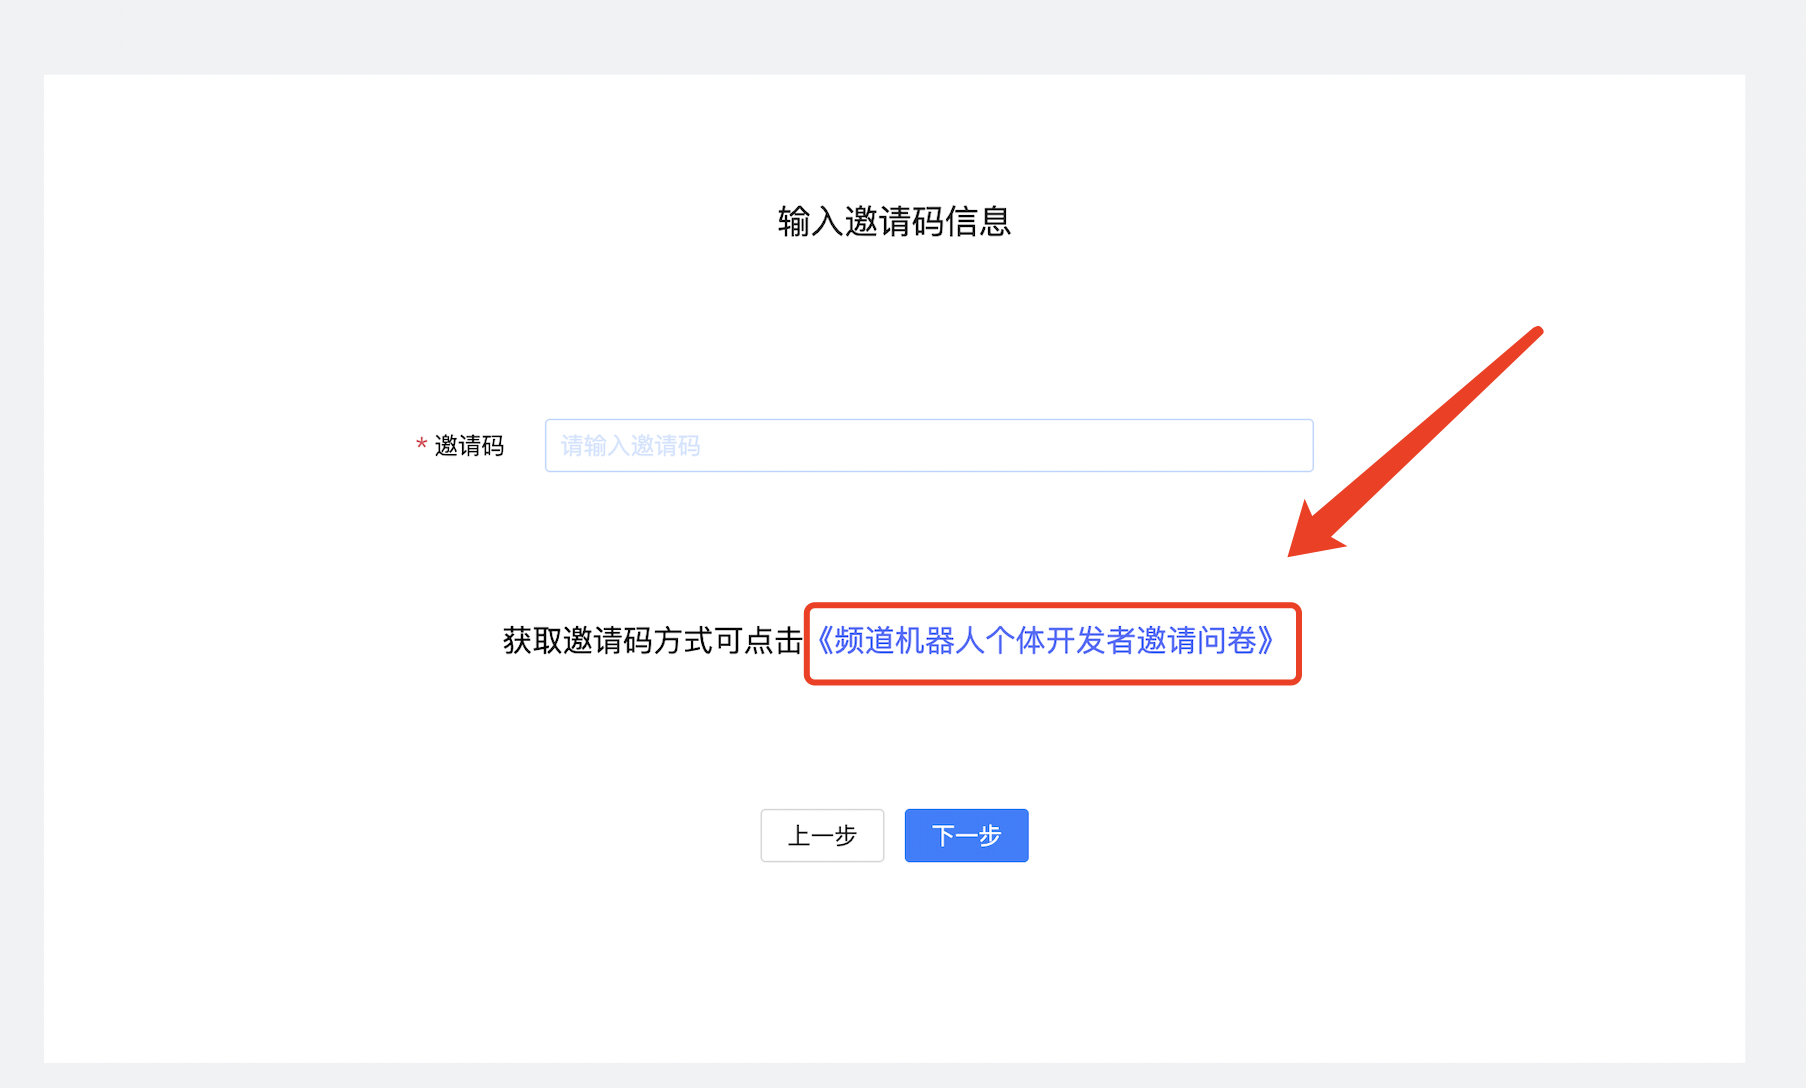 输入邀请码信息
* 邀请码
请输入邀请码
获取邀请码方式可点击《频道机器人个体开发者邀请问卷》
上一步
下一步